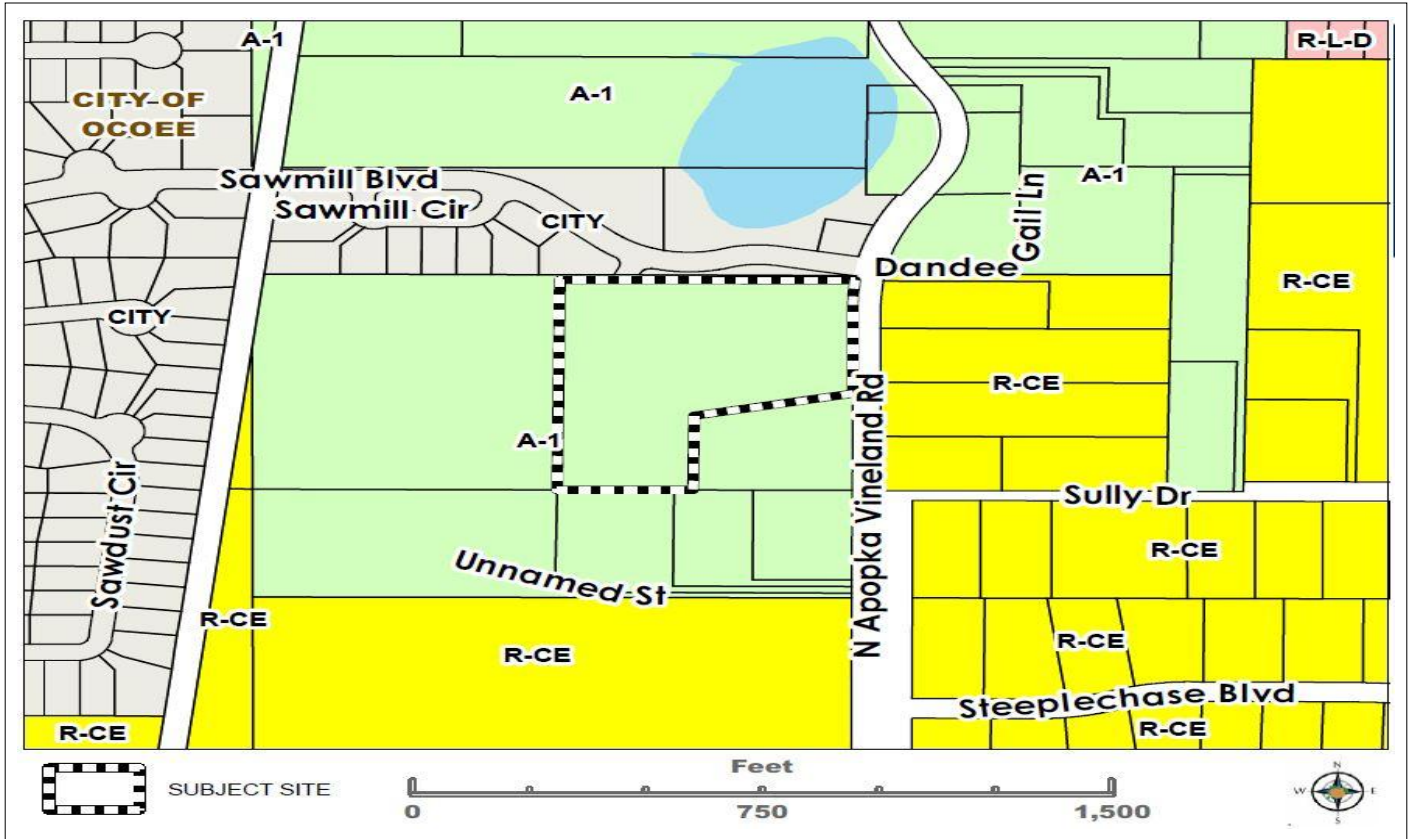 A-1
R-L-D
CITY OF
OCOEE
A-1
Sawmill Blvd
A-1
Sawmill Cir
CITY
Gail Ln
Dandee
R-CE
CITY
R-CE
N Apopka Vineland Rd
A-1
Sully Dr
Sawdust Cir
R-CE
Unnamed St
R-CE
R-CE
R-CE
Steeplechase Blvd
R-CE
R-CE
SUBJECT SITE
Feet
0 750 1,500
N
W E
S